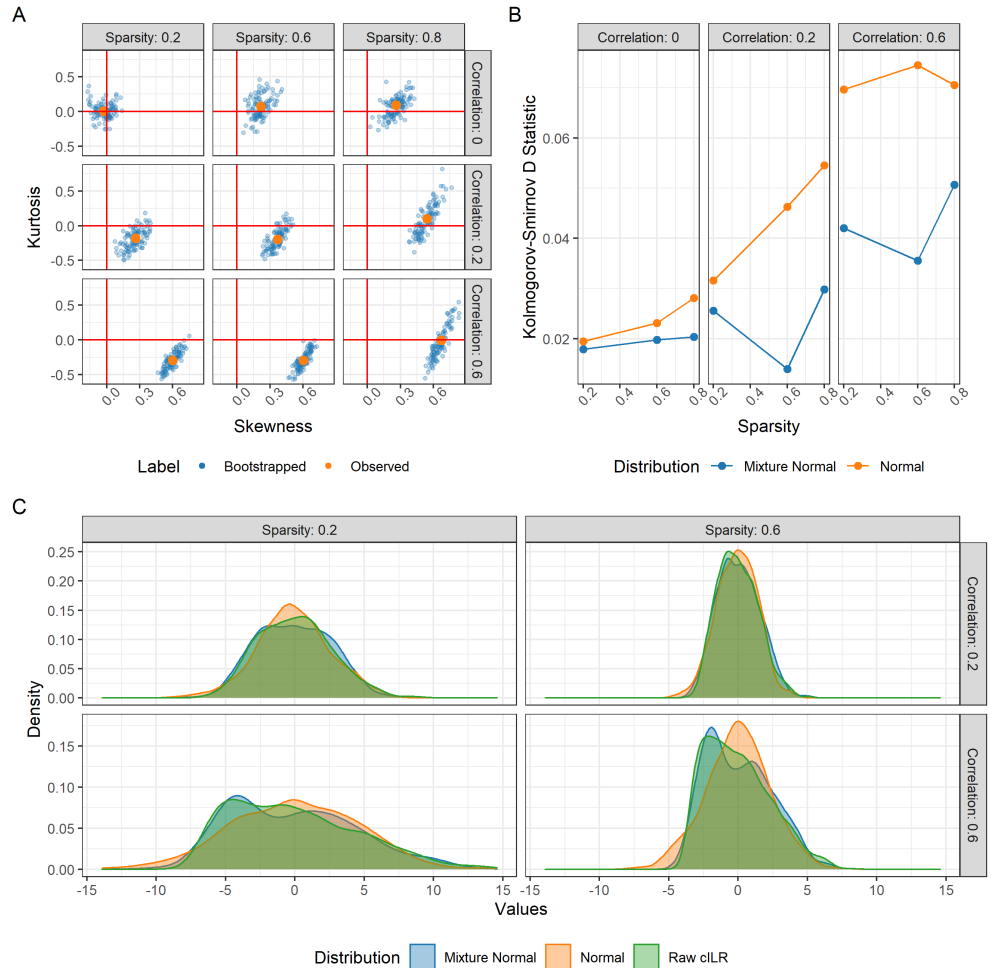 A
Sparsity: 0.2 Sparsity: 0.6 Sparsity: 0.8
0.5
0.0
-0.5
Correlation: 0
0.5
0.0
-0.5
Correlation: 0.2
0.5
0.0
-0.5
Correlation: 0.6
Kurtosis
0.0 0.3 0.6 0.0 0.3 0.6 0.0 0.3 0.6
Skewness
Label Bootstrapped Observed
B
Correlation: 0 Correlation: 0.2 Correlation: 0.6
Kolmogorov-Smirnov D Statistic
0.06
0.04
0.02
0.2 0.4 0.6 0.8 0.2 0.4 0.6 0.8 0.2 0.4 0.6 0.8
Sparsity
Distribution Mixture Normal Normal
C
Sparsity: 0.2 Sparsity: 0.6
0.25
0.20
0.15
0.10
0.05
0.00
Correlation: 0.2
Density
0.15
0.10
0.05
0.00
Correlation: 0.6
-15 -10 -5 0 5 10 15 -15 -10 -5 0 5 10 15
Values
Distribution Mixture Normal Normal Raw cILR